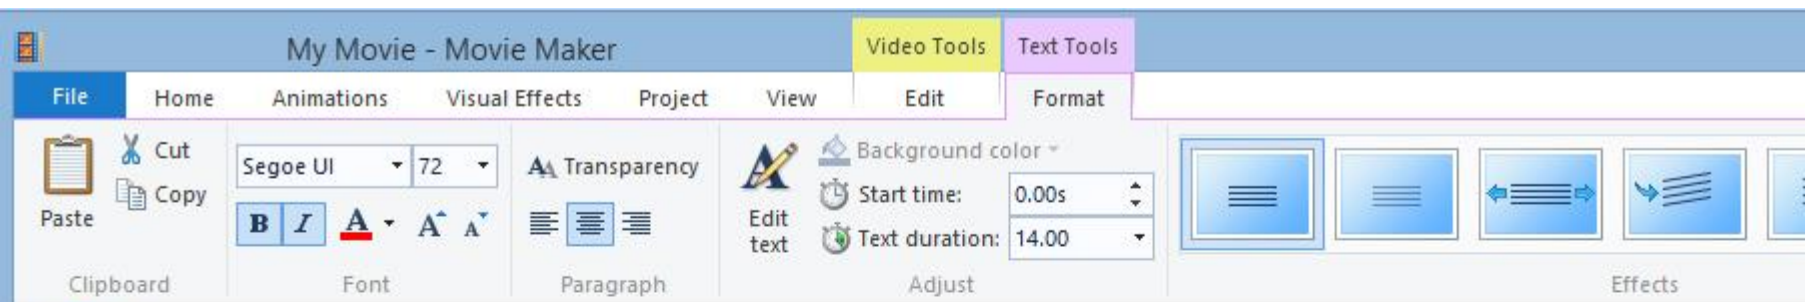 My Movie - Movie Maker
Video Tools
Text Tools
File
Home
Animations
Visual Effects
Project
View
Edit
Format
Paste
Cut
Copy
Clipboard
Segoe UI
72
B
I
A
A
A
Font
AA Transparency
Paragraph
A
Edit
text
Background color
Start time:
0.00s
Text duration:
14.00
Adjust
Effects